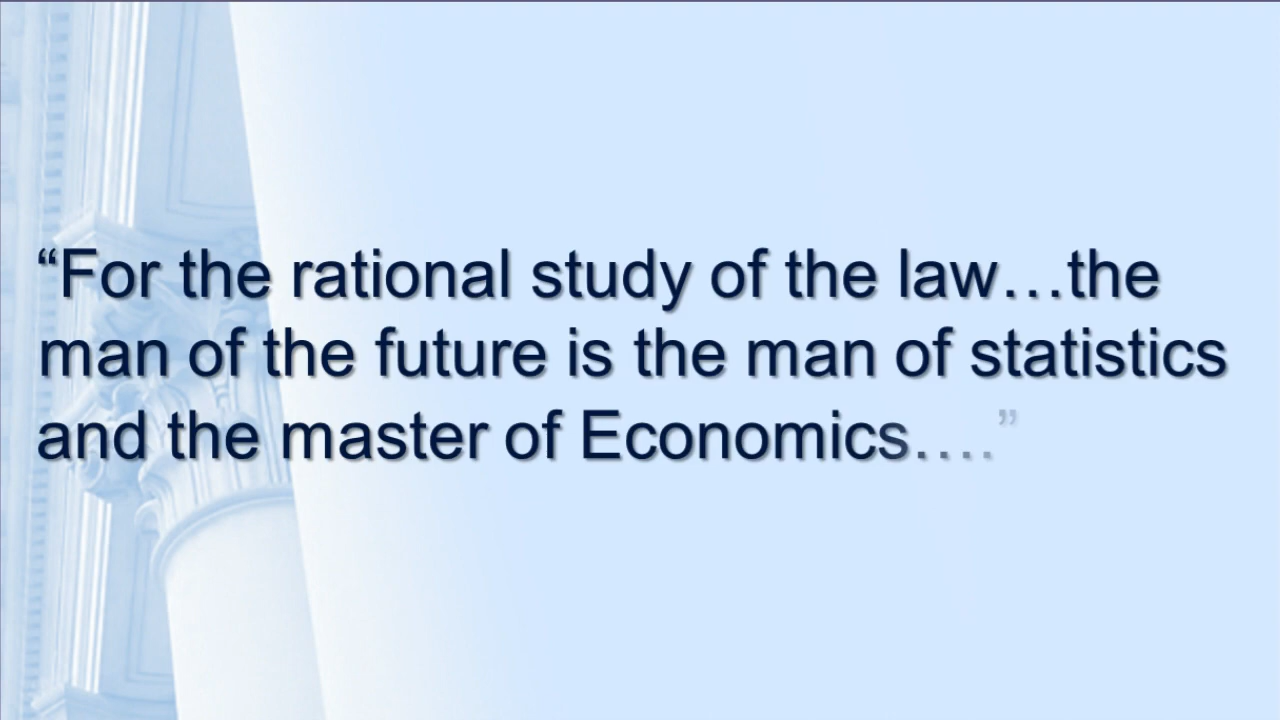 “For the rational study of the law…the
man of the future is the man of statistics
and the master of Economics….”